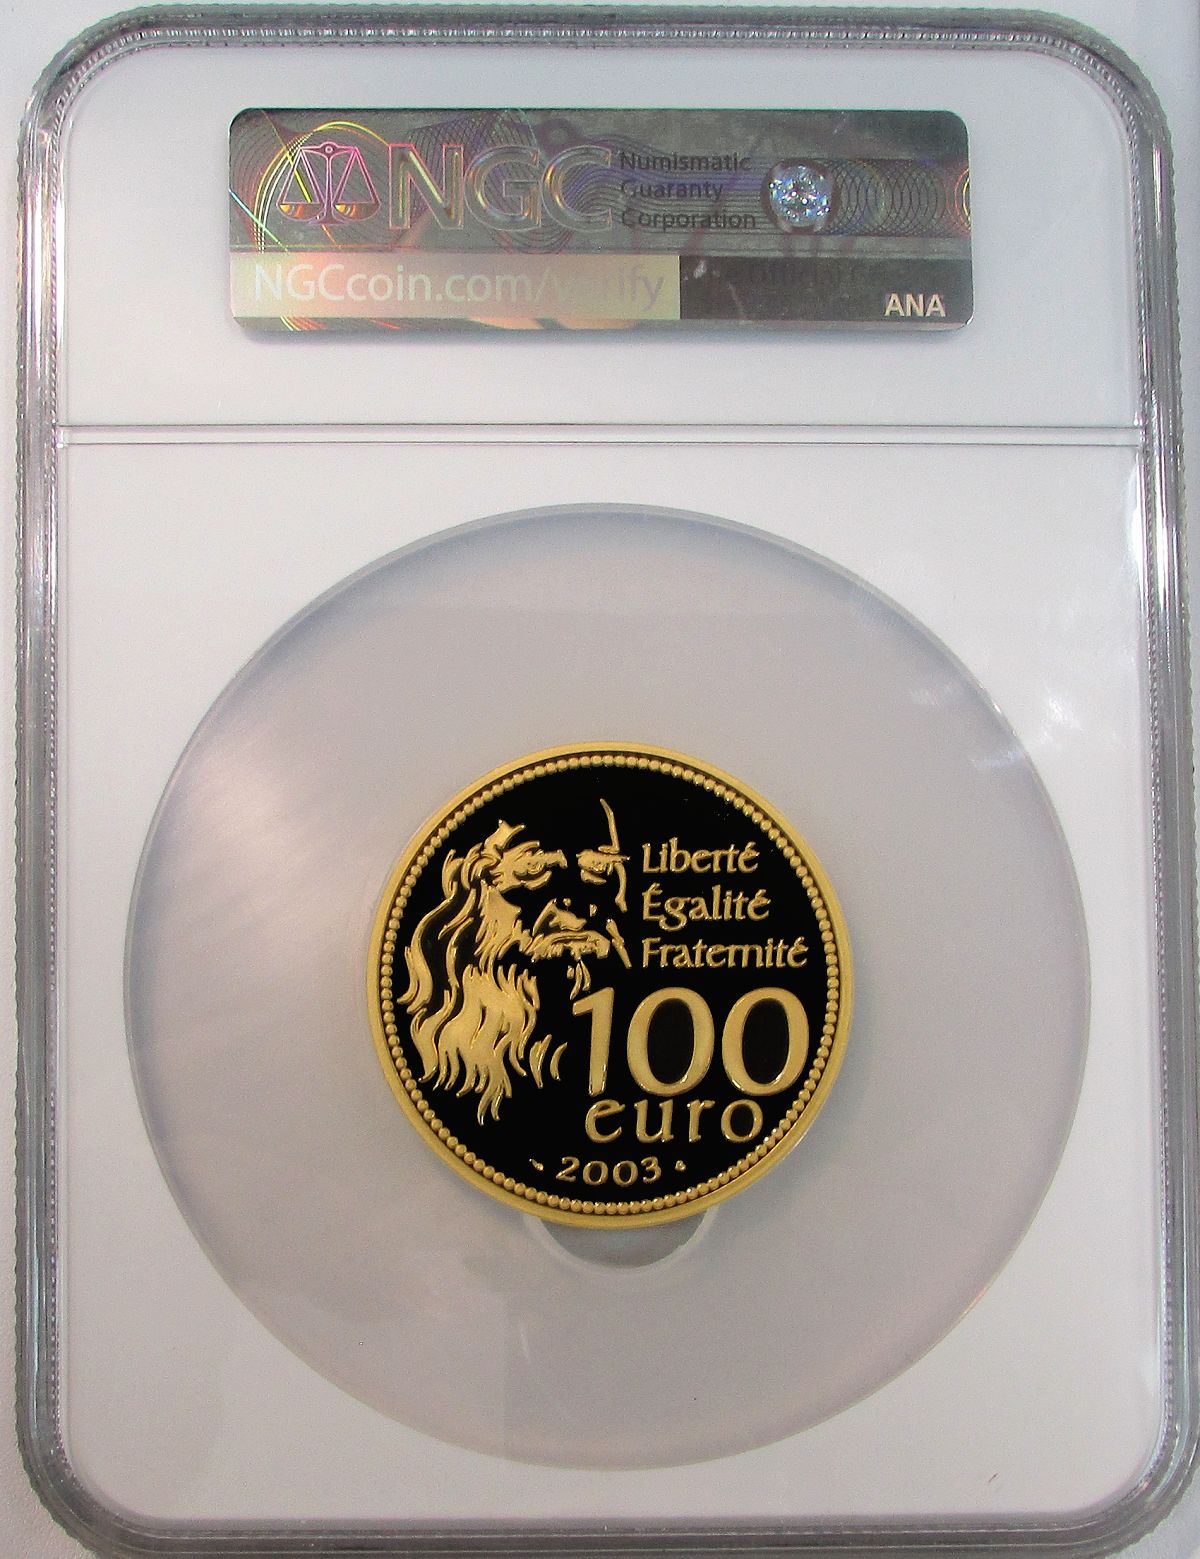 NGC
Numismatic
Guaranty
Corporation
NGCcoin.com/verify
ANA
Liberté
Égalité
Fraternité
100
euro
2003